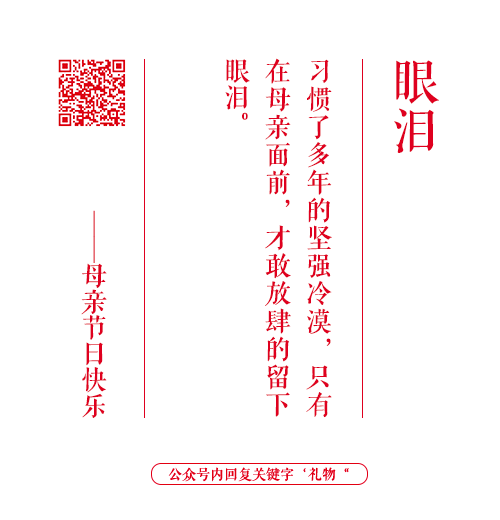 眼泪
习惯了多年的坚强冷漠，只有
在母亲面前，才敢放肆的留下
眼泪。
——母亲节日快乐
公众号内回复关键字‘礼物“